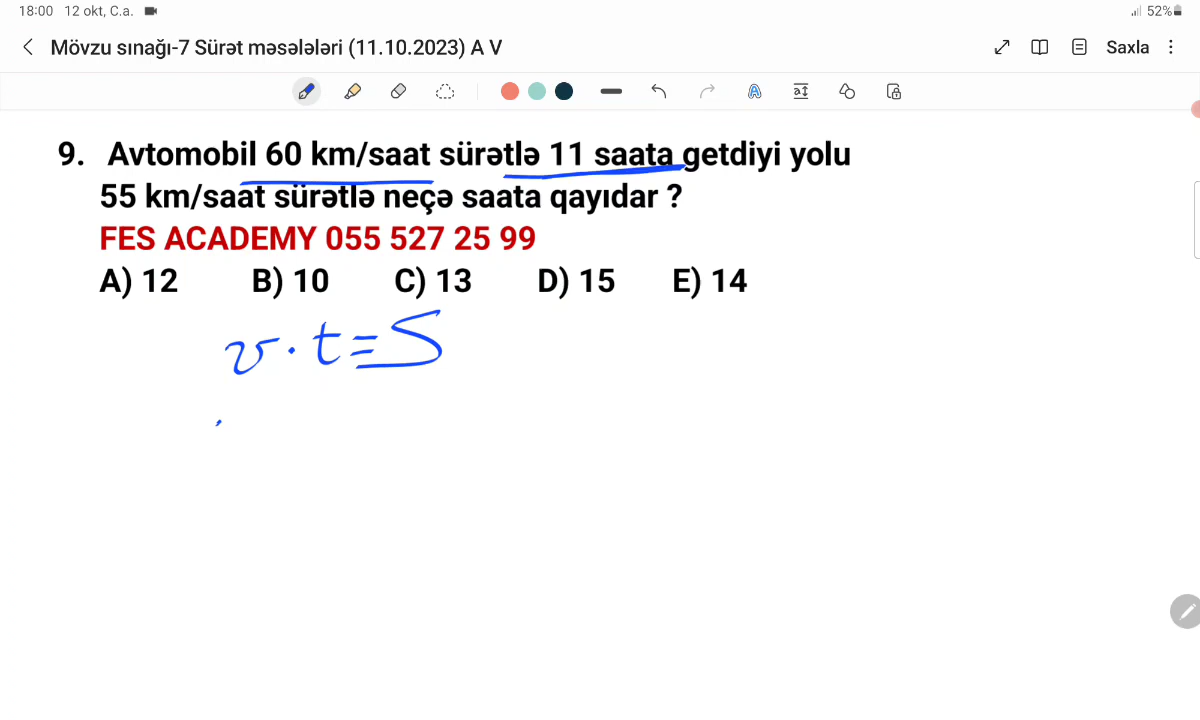 18:00 12 okt, C.a. 52%
Mövzu sınağı-7 Sürət məsələləri (11.10.2023) A V Saxla
9. Avtomobil 60 km/saat sürətlə 11 saata getdiyi yolu
55 km/saat sürətlə neçə saata qayıdar ?
FES ACADEMY 055 527 25 99
A) 12 B) 10 C) 13 D) 15 E) 14
v · t = S